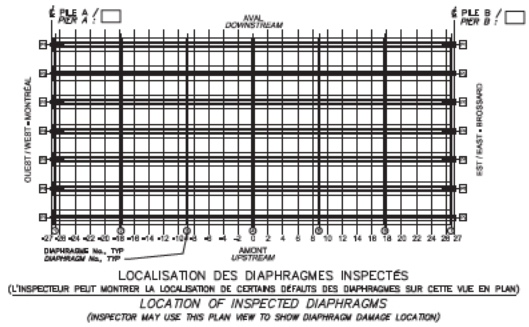 ℄ PILE A /
PIER A :
℄ PILE B /
PIER B :
AVAL
DOWNSTREAM
OUEST/WEST-MONTRÉAL
EST/EAST-BROSSARD
-27 -26 -24 -22 -20 -18 -16 -14 -12 -10 -9 -8 -6 -4 -2 0 2 4 6 8 9 10 12 14 16 18 20 22 24 26 27
DIAPHRAGME No., TYP
DIAPHRAGM No., TYP
AMONT
UPSTREAM
LOCALISATION DES DIAPHRAGMES INSPECTÉS
(L'INSPECTEUR PEUT MONTRER LA LOCALISATION DE CERTAINS DÉFAUTS DES DIAPHRAGMES SUR CETTE VUE EN PLAN)
LOCATION OF INSPECTED DIAPHRAGMS
(INSPECTOR MAY USE THIS PLAN VIEW TO SHOW DIAPHRAGM DAMAGE LOCATION)